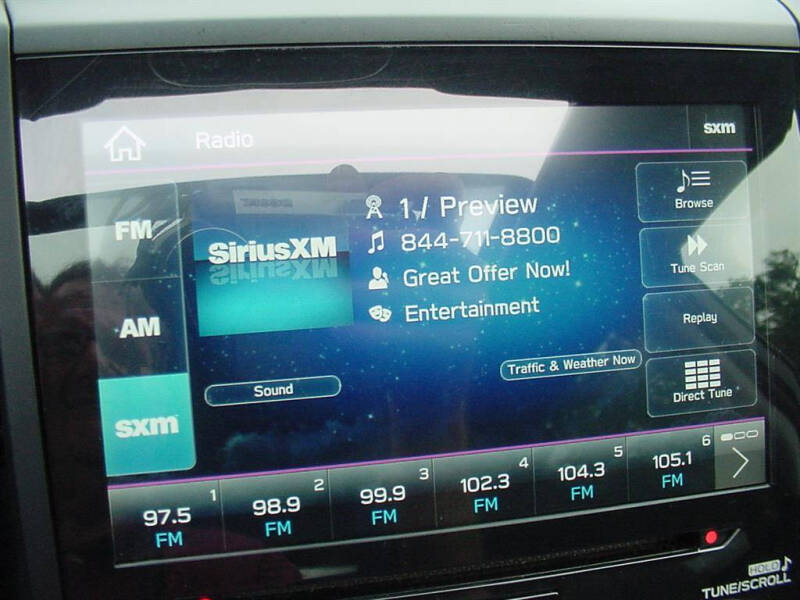 Radio
sxm
FM
AM
sxm
SiriusXM
1 / Preview
844-711-8800
Great Offer Now!
Entertainment
Sound
Traffic & Weather Now
Browse
Tune Scan
Replay
Direct Tune
97.5 1
FM
98.9 2
FM
99.9 3
FM
102.3 4
FM
104.3 5
FM
105.1 6
FM
HOLD
TUNE/SCROLL